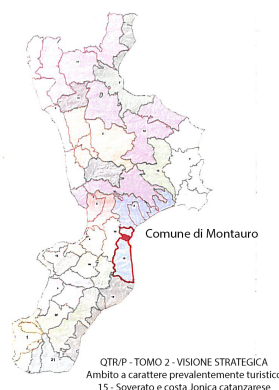 Comune di Montauro
QTR/P - TOMO 2 - VISIONE STRATEGICA
Ambito a carattere prevalentemente turistico
15 - Soverato e costa Jonica catanzarese